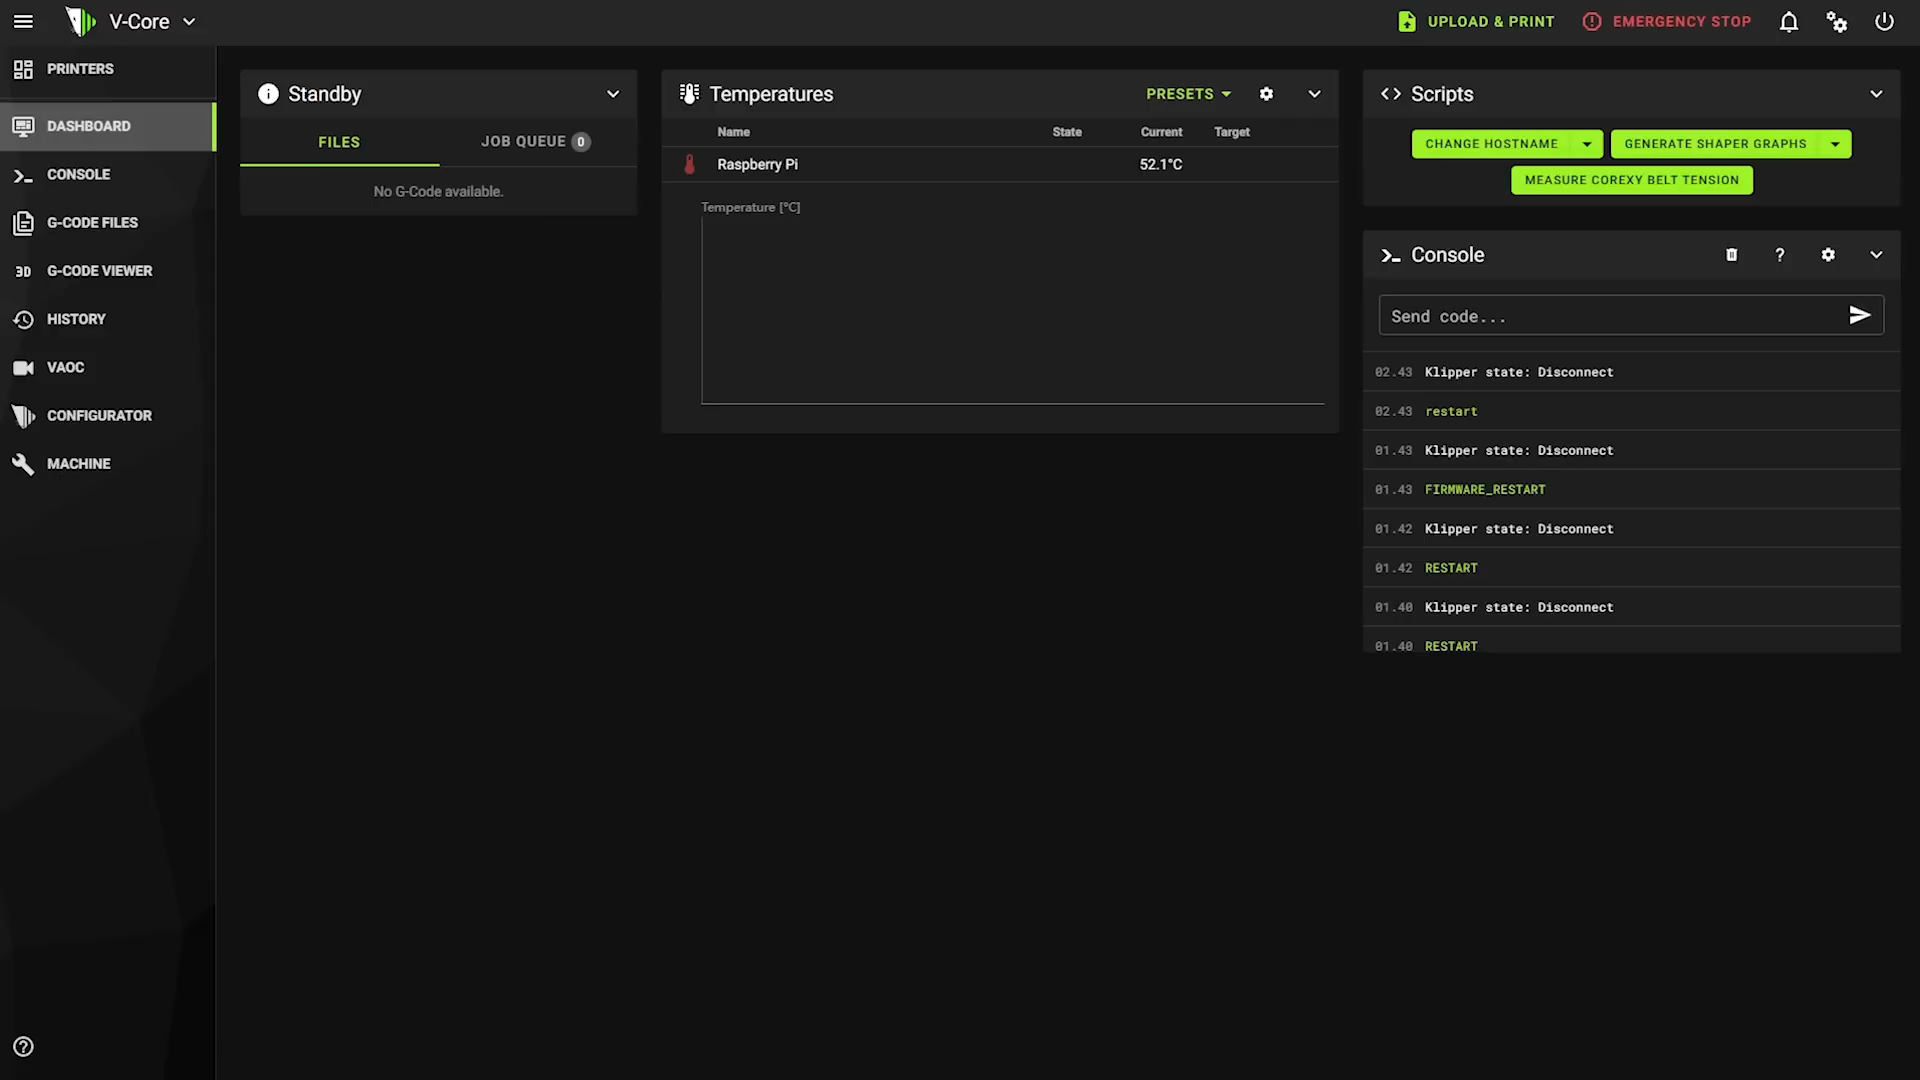 V-Core
UPLOAD & PRINT
EMERGENCY STOP
PRINTERS
DASHBOARD
CONSOLE
G-CODE FILES
3D G-CODE VIEWER
HISTORY
VAOC
CONFIGURATOR
MACHINE
Standby
FILES
JOB QUEUE 0
No G-Code available.
Temperatures
PRESETS
Name State Current Target
Raspberry Pi 52.1°C
Temperature [°C]
Scripts
CHANGE HOSTNAME
GENERATE SHAPER GRAPHS
MEASURE COREXY BELT TENSION
Console
Send code...
02.43 Klipper state: Disconnect
02.43 restart
01.43 Klipper state: Disconnect
01.43 FIRMWARE_RESTART
01.42 Klipper state: Disconnect
01.42 RESTART
01.40 Klipper state: Disconnect
01.40 RESTART